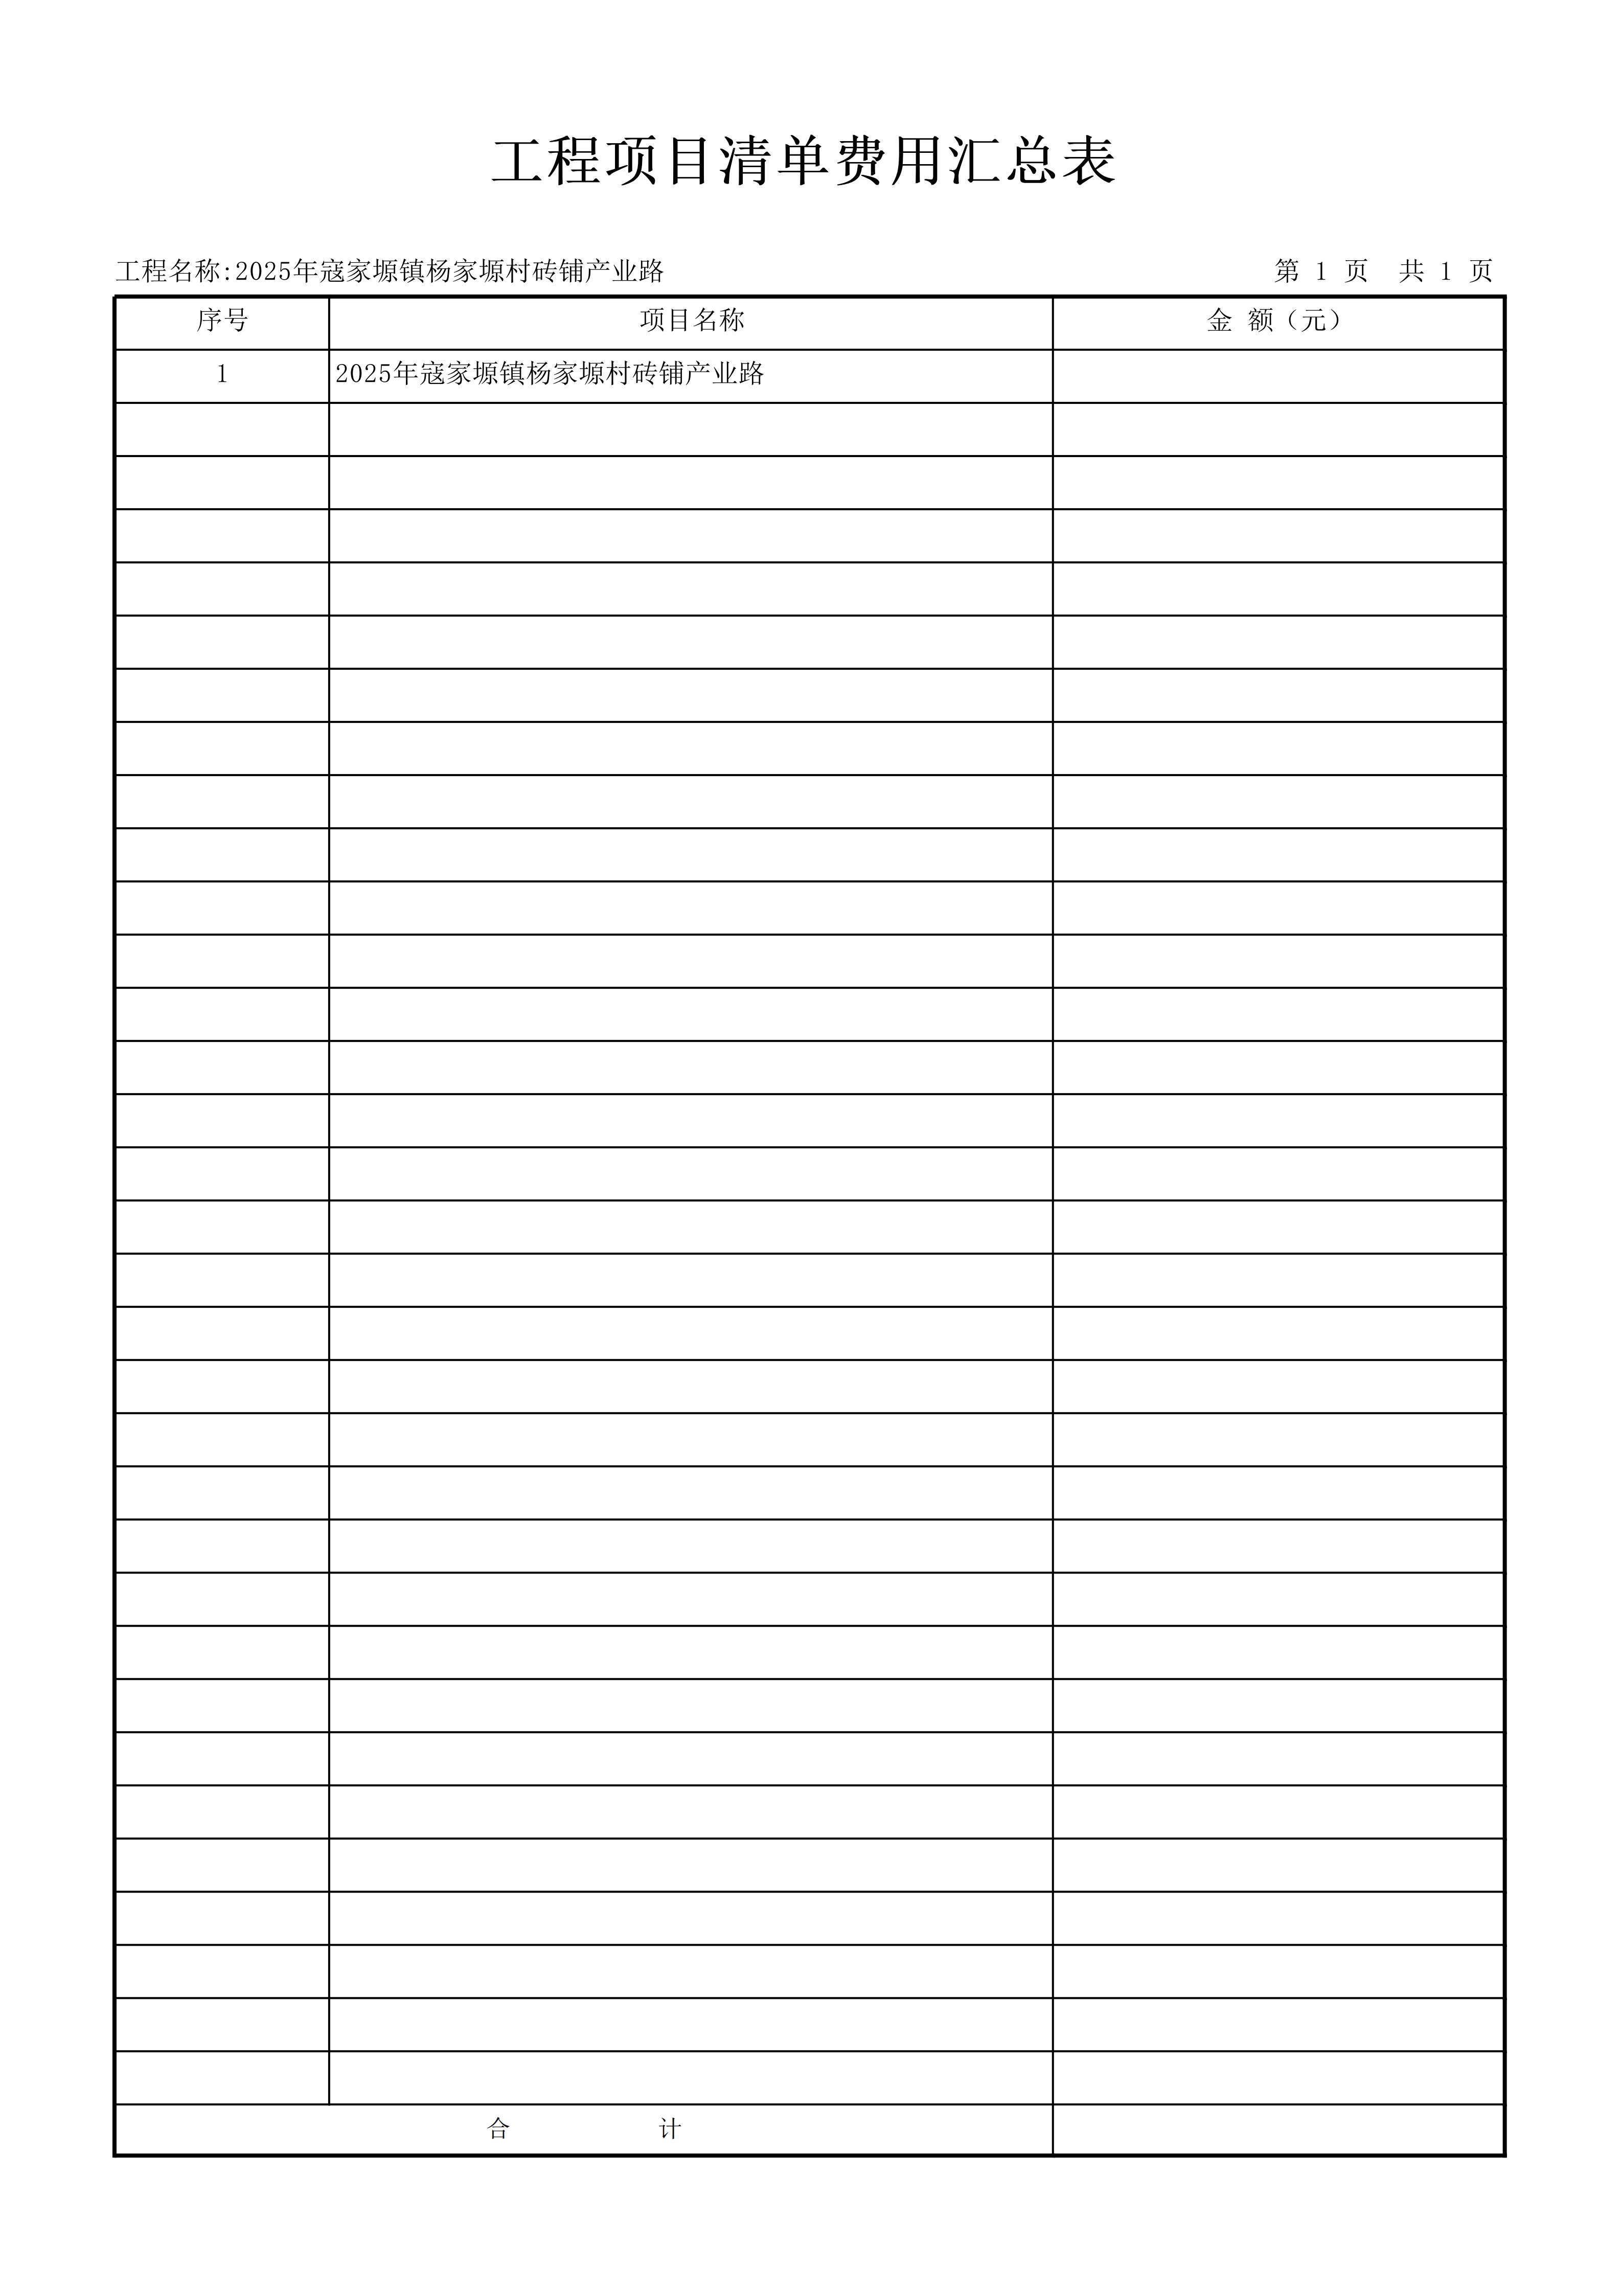 工程项目清单费用汇总表
工程名称:2025年寇家塬镇杨家塬村砖铺产业路 第 1 页 共 1 页
序号 项目名称 金 额（元）
1 2025年寇家塬镇杨家塬村砖铺产业路
合 计